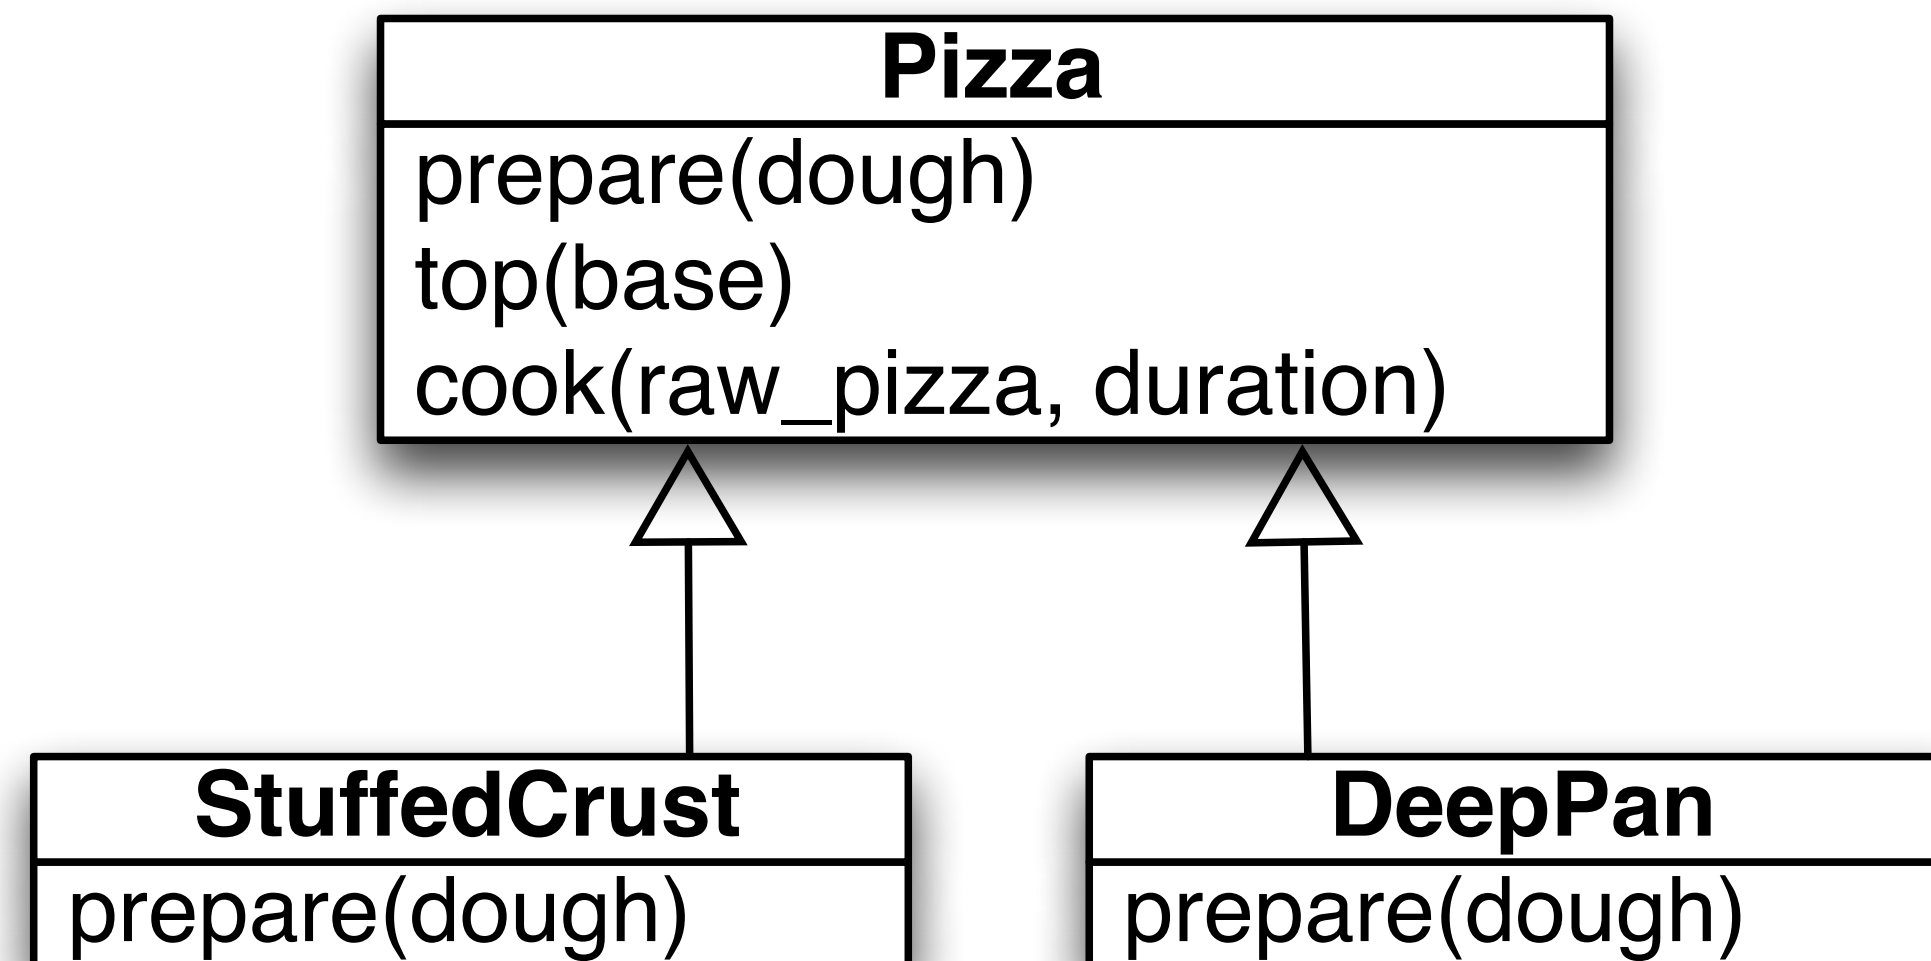 Pizza
prepare(dough)
top(base)
cook(raw_pizza, duration)
StuffedCrust
prepare(dough)
DeepPan
prepare(dough)